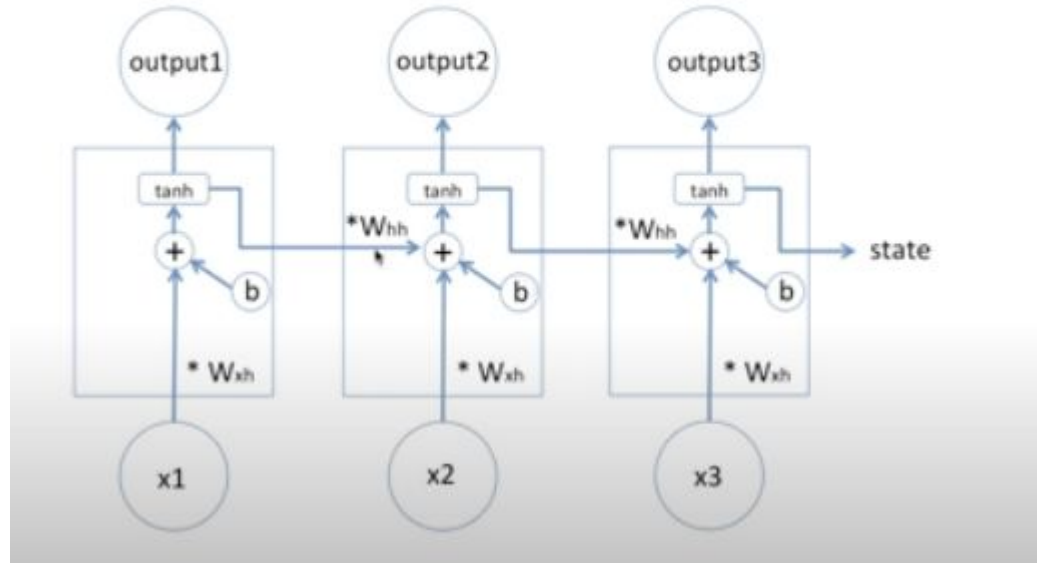 output1 output2 output3
tanh tanh tanh
*Whh *Whh
+ + + state
b b b
* Wxh * Wxh * Wxh
x1 x2 x3